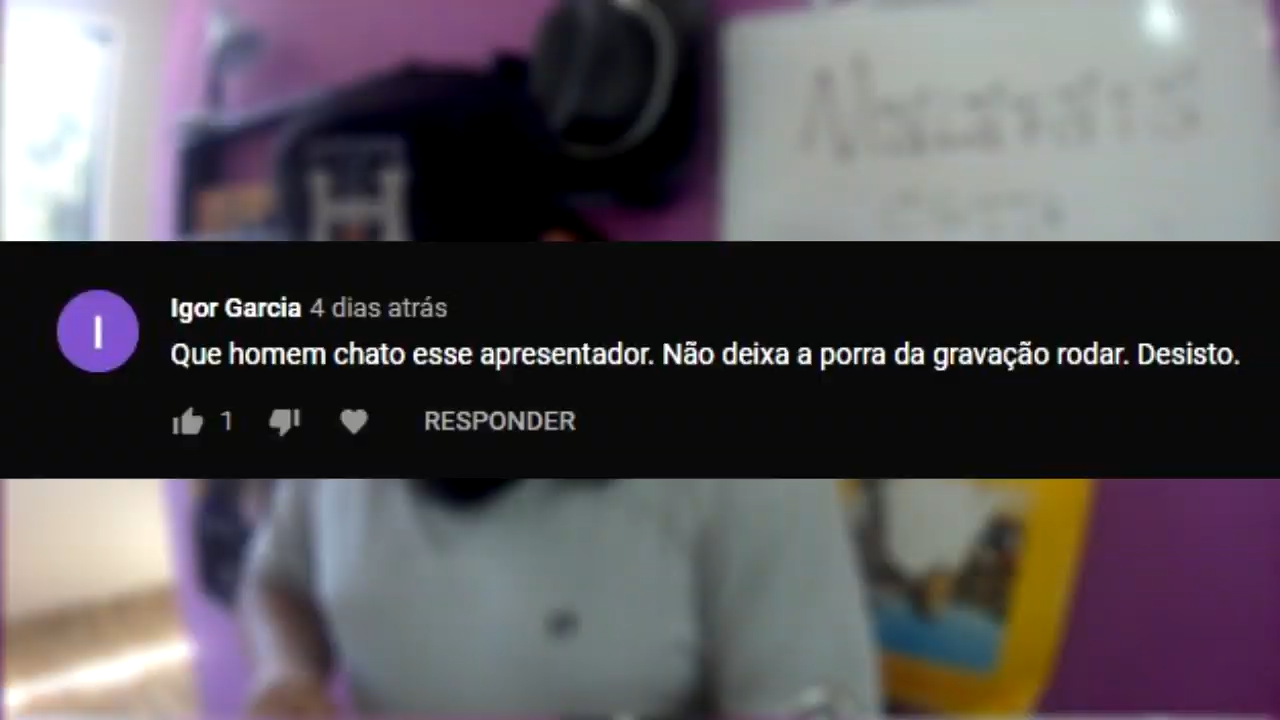 I
Igor Garcia 4 dias atrás
Que homem chato esse apresentador. Não deixa a porra da gravação rodar. Desisto.
1
RESPONDER